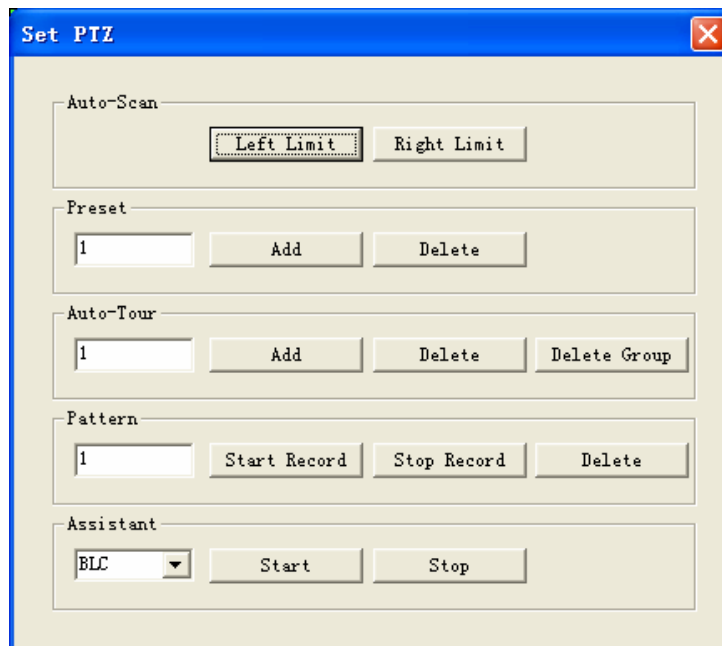 Set PTZ
Auto-Scan
Left Limit Right Limit
Preset
1 Add Delete
Auto-Tour
1 Add Delete Delete Group
Pattern
1 Start Record Stop Record Delete
Assistant
BLC Start Stop